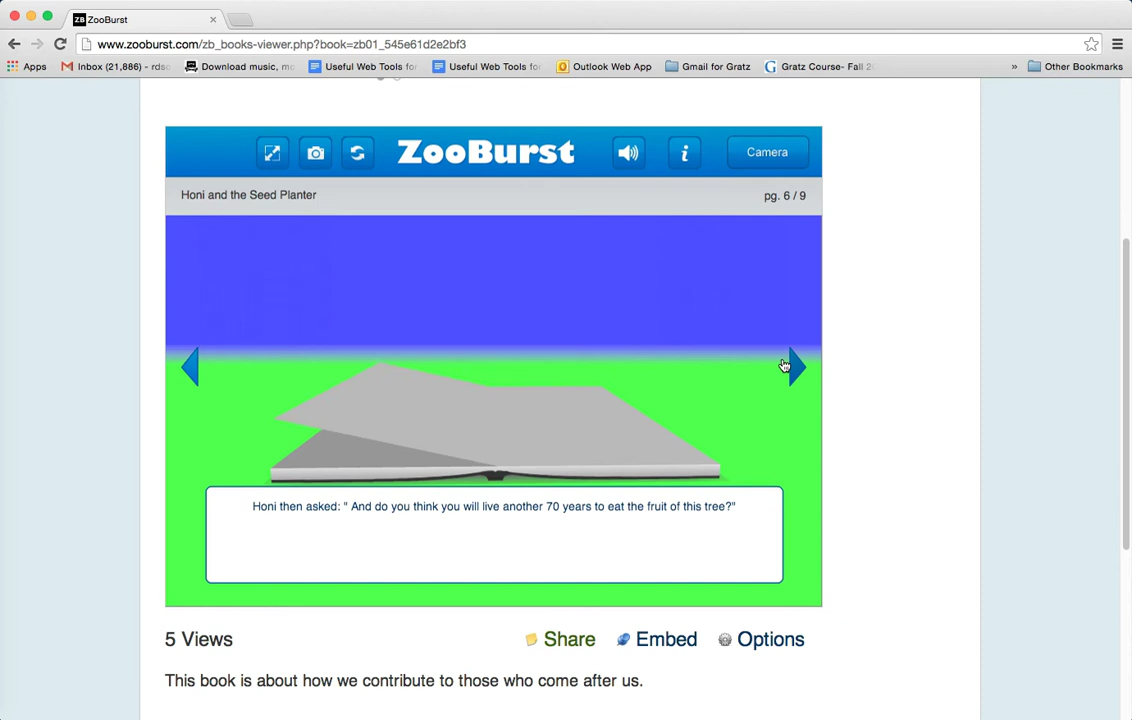 ZB ZooBurst
www.zooburst.com/zb_books-viewer.php?book=zb01_545e61d2e2bf3
Apps Inbox (21,886) - rdso Download music, mo Useful Web Tools for Useful Web Tools for Outlook Web App Gmail for Gratz Gratz Course- Fall 20 » Other Bookmarks
ZooBurst i Camera
Honi and the Seed Planter pg. 6 / 9
Honi then asked: " And do you think you will live another 70 years to eat the fruit of this tree?"
5 Views Share Embed Options
This book is about how we contribute to those who come after us.